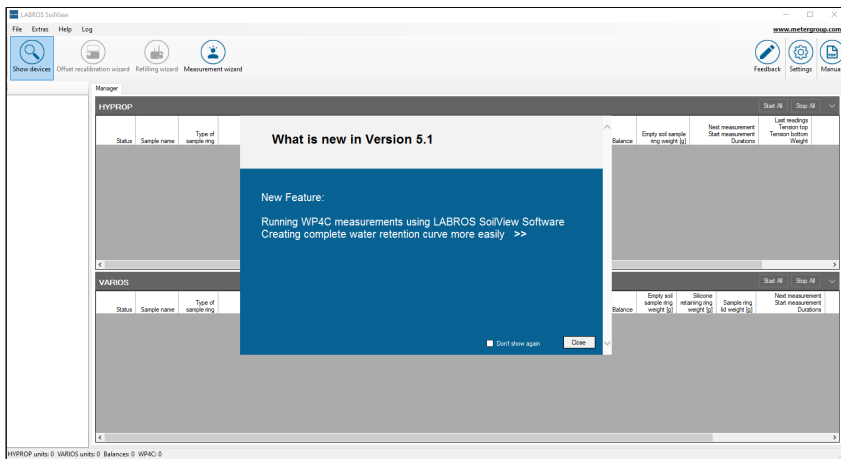 LABROS SoilView
File Extras Help Log
www.metergroup.com
Show devices Offset recalibration wizard Refilling wizard Measurement wizard
Feedback Settings Manua
Manager
HYPROP
Start All Stop All
Status Sample name Type of sample ring
Balance Empty soil sample ring weight [g] Next measurement Start measurement Durations Last readings Tension top Tension bottom Weight
What is new in Version 5.1
New Feature:
Running WP4C measurements using LABROS SoilView Software
Creating complete water retention curve more easily >>
Don't show again Close
VARIOS
Start All Stop All
Status Sample name Type of sample ring
Balance Empty soil sample ring weight [g] Silicone retaining ring weight [g] Sample ring lid weight [g] Next measurement Start measurement Durations
HYPROP units: 0 VARIOS units: 0 Balances: 0 WP4C: 0